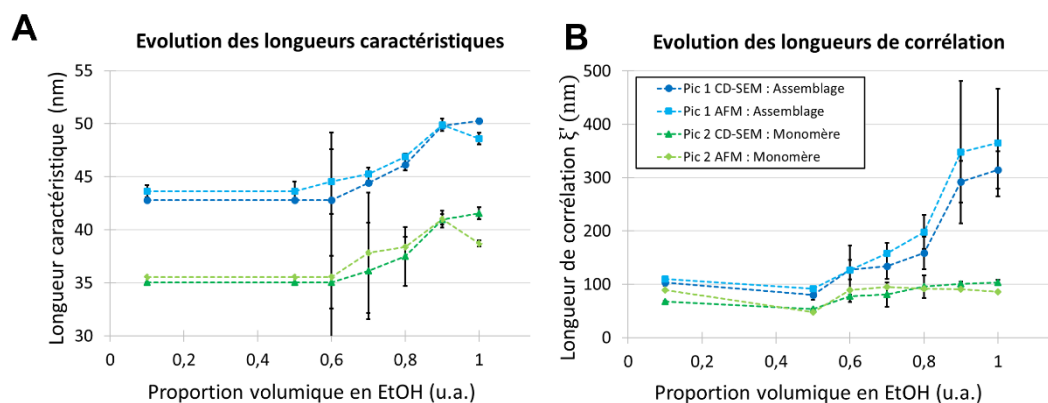 A
Evolution des longueurs caractéristiques
Longueur caractéristique (nm)
55
50
45
40
35
30
0
0,2
0,4
0,6
0,8
1
Proportion volumique en EtOH (u.a.)
B
Evolution des longueurs de corrélation
Longueur de corrélation ξ' (nm)
500
400
300
200
100
0
Pic 1 CD-SEM : Assemblage
Pic 1 AFM : Assemblage
Pic 2 CD-SEM : Monomère
Pic 2 AFM : Monomère
0
0,2
0,4
0,6
0,8
1
Proportion volumique en EtOH (u.a.)